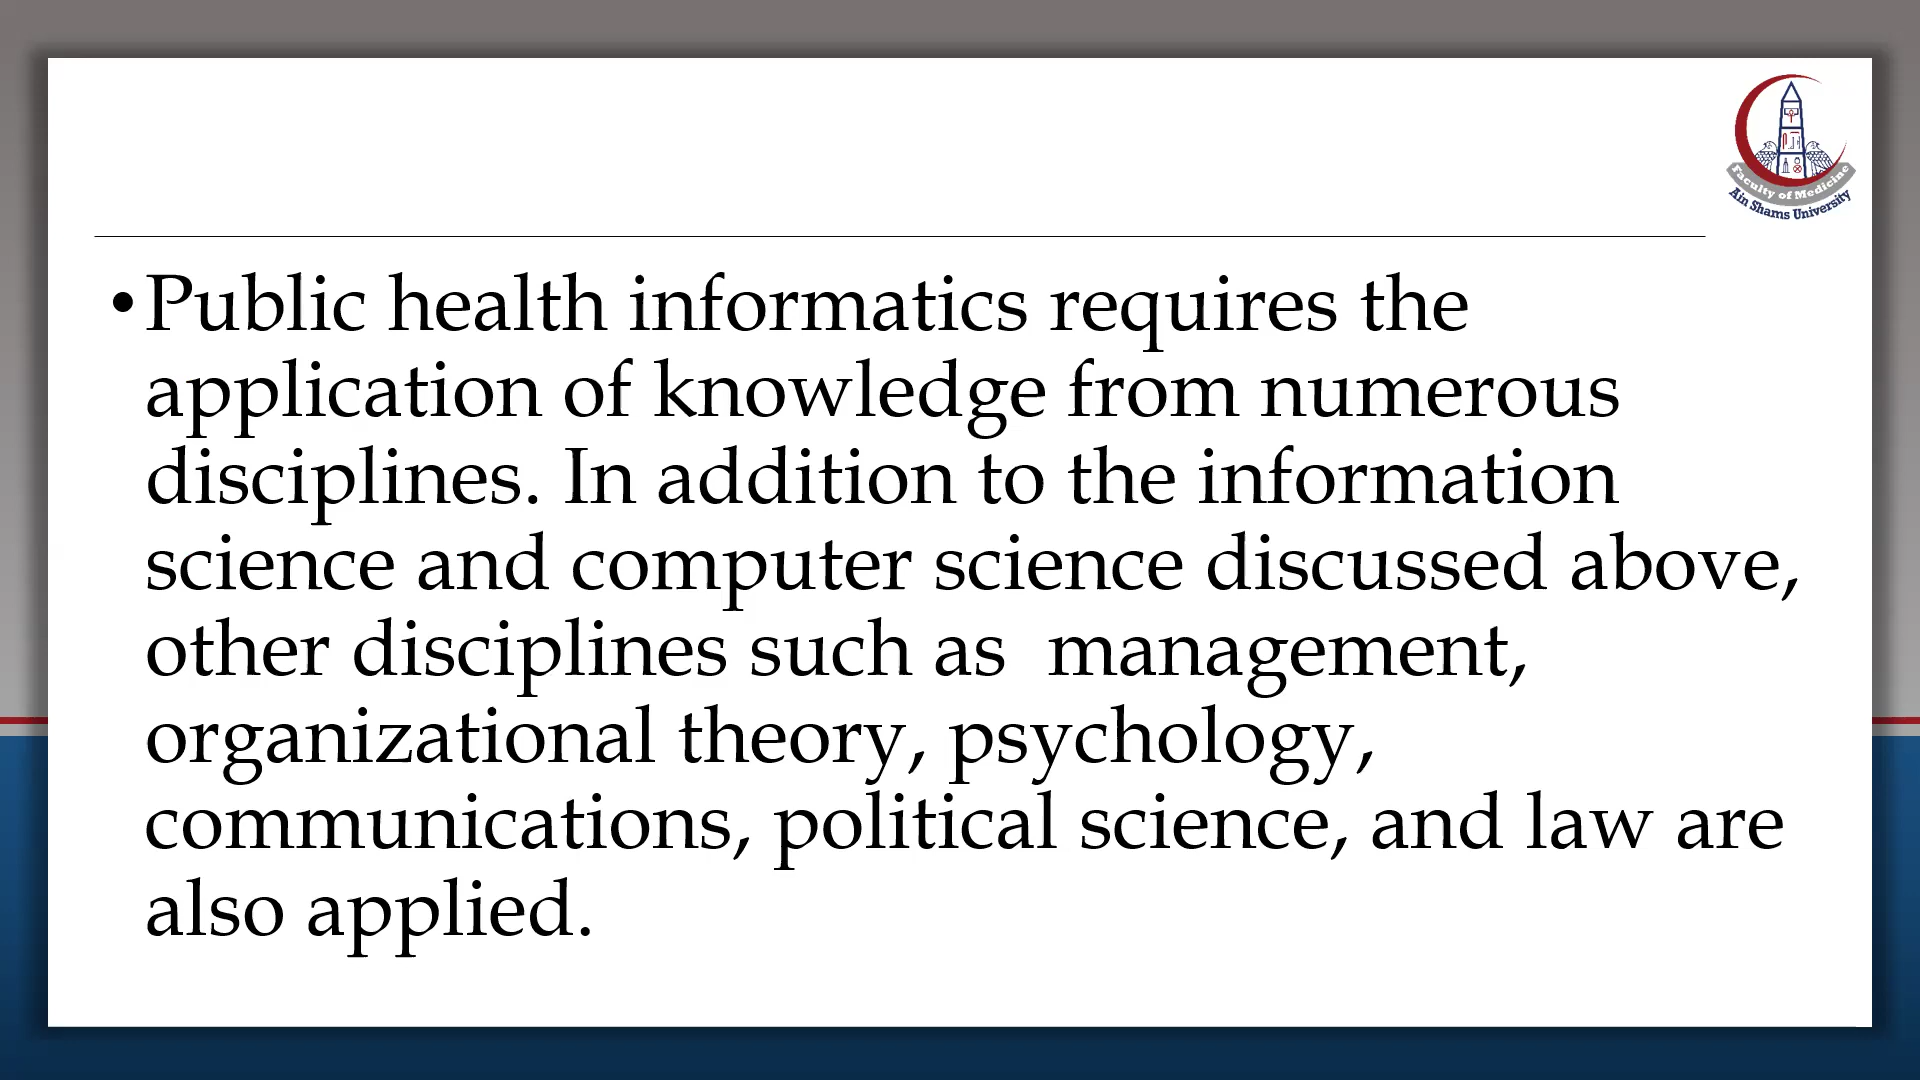 Faculty of Medicine
Ain Shams University
•Public health informatics requires the
application of knowledge from numerous
disciplines. In addition to the information
science and computer science discussed above,
other disciplines such as  management,
organizational theory, psychology,
communications, political science, and law are
also applied.